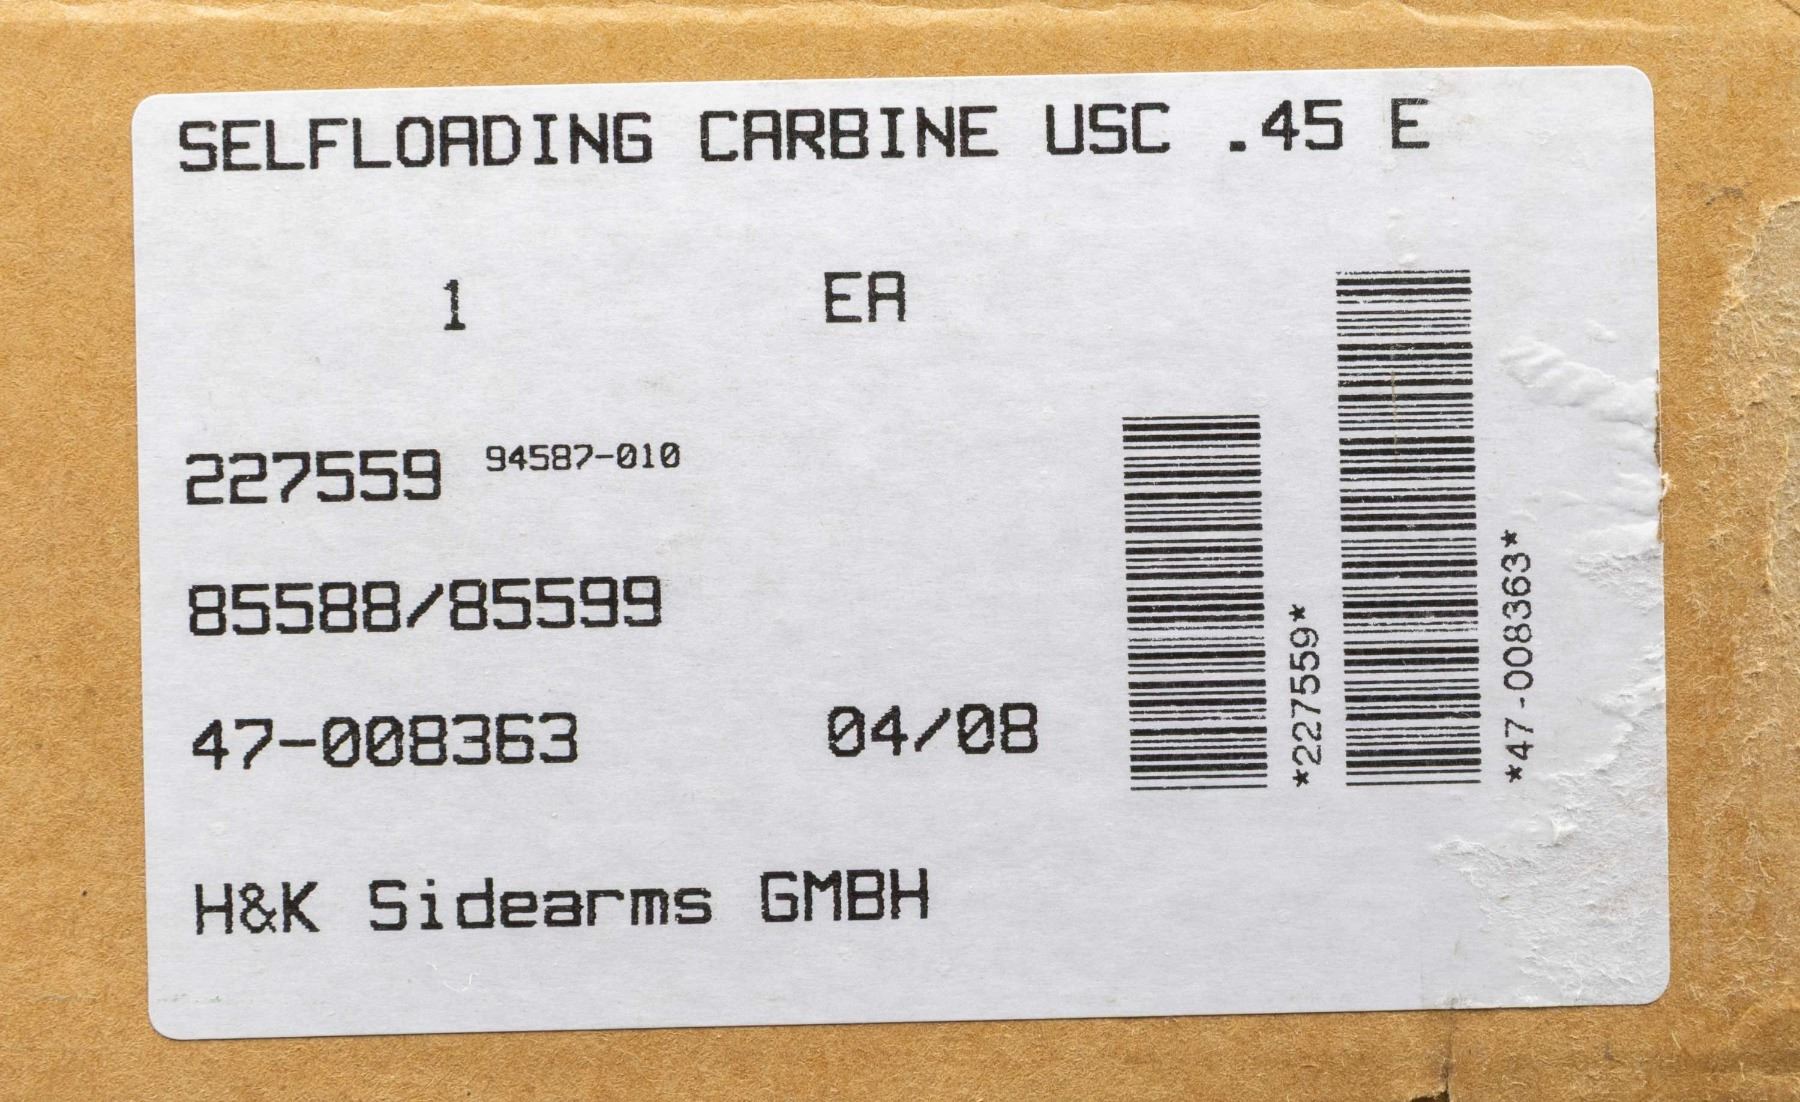 SELFLOADING CARBINE USC .45 E
1 EA
227559 94587-010
85588/85599
47-008363 04/08
H&K Sidearms GMBH
*227559*
*47-008363*